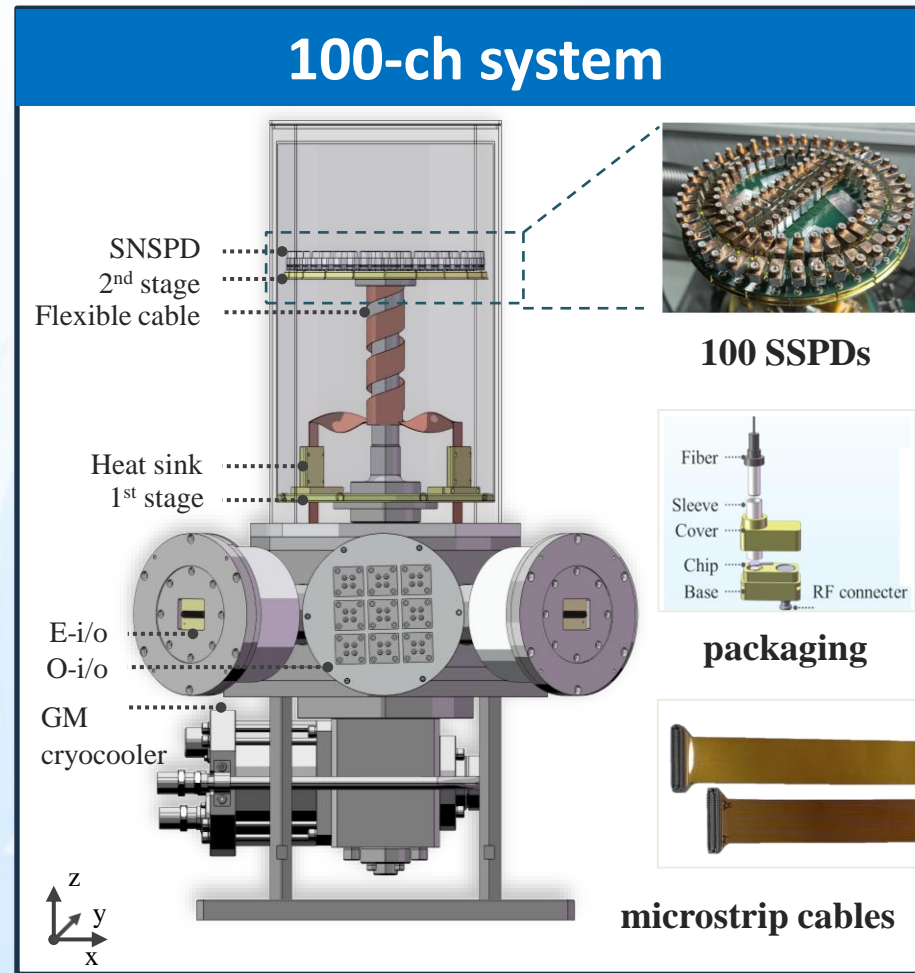 100-ch system
SNSPD
2nd stage
Flexible cable
Heat sink
1st stage
E-i/o
O-i/o
GM
cryocooler
z
y
x
100 SSPDs
Fiber
Sleeve
Cover
Chip
Base
RF connecter
packaging
microstrip cables